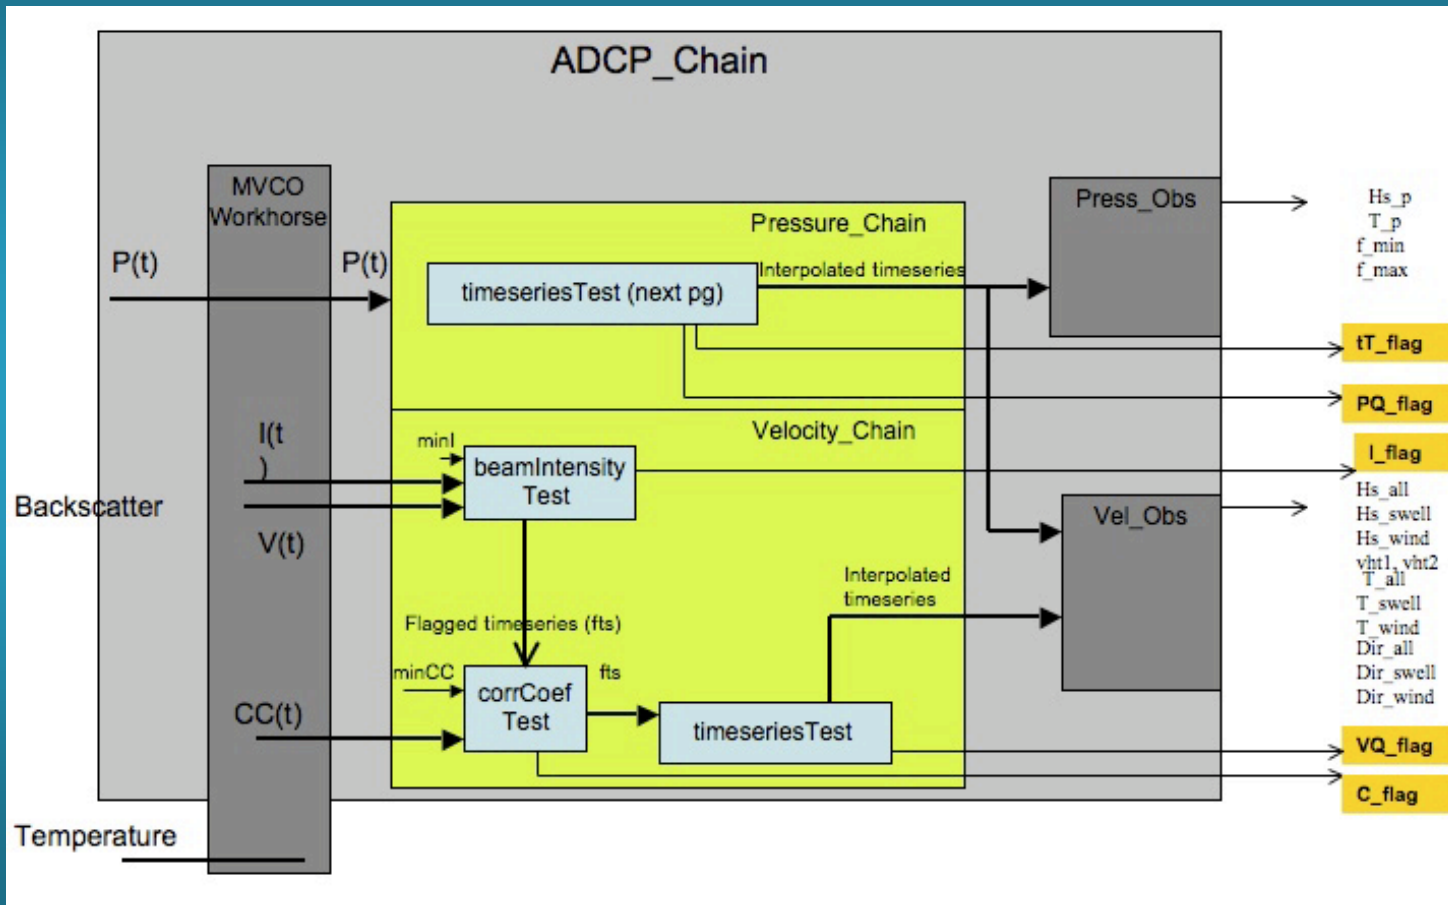 ADCP_Chain
MVCO
Workhorse
P(t)
P(t)
Pressure_Chain
timeseriesTest (next pg)
Interpolated timeseries
Press_Obs
Hs_p
T_p
f_min
f_max
tT_flag
PQ_flag
Velocity_Chain
I(t
)
minI
beamIntensity
Test
I_flag
Backscatter
V(t)
Vel_Obs
Hs_all
Hs_swell
Hs_wind
vht1, vht2
T_all
T_swell
T_wind
Dir_all
Dir_swell
Dir_wind
Interpolated
timeseries
Flagged timeseries (fts)
minCC
corrCoef
Test
fts
CC(t)
timeseriesTest
VQ_flag
C_flag
Temperature